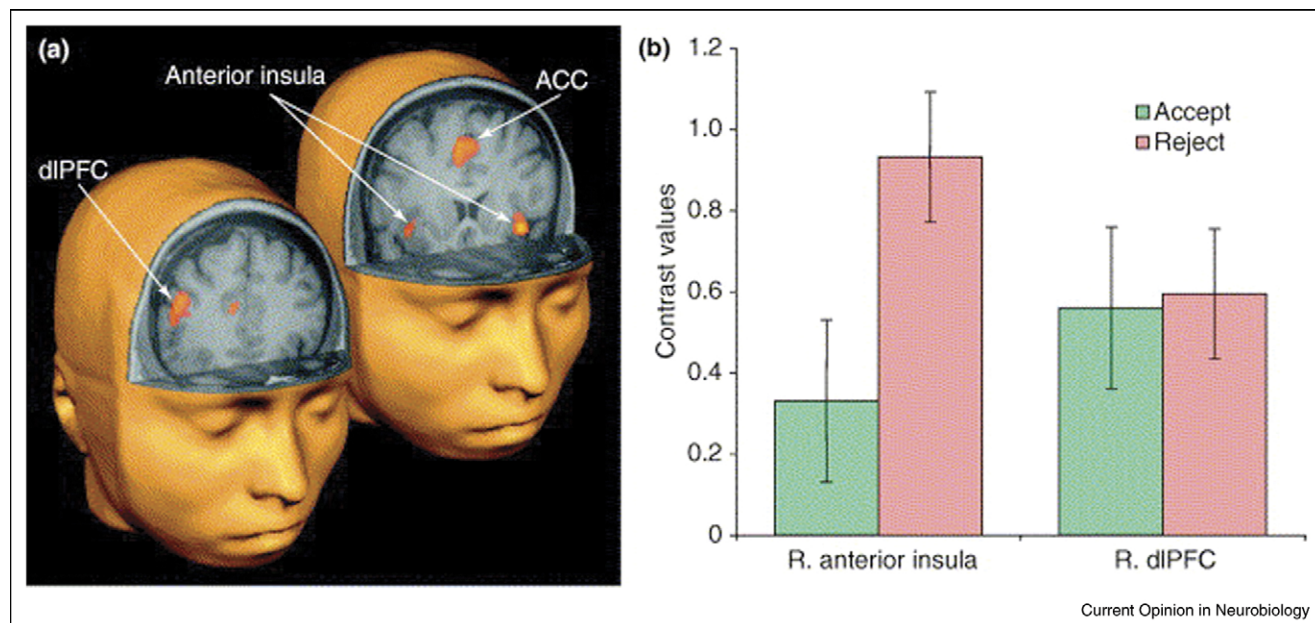 (a)
Anterior insula
ACC
dlPFC
(b)
1.2
1.0
0.8
0.6
0.4
0.2
0
Contrast values
Accept
Reject
R. anterior insula
R. dlPFC
Current Opinion in Neurobiology